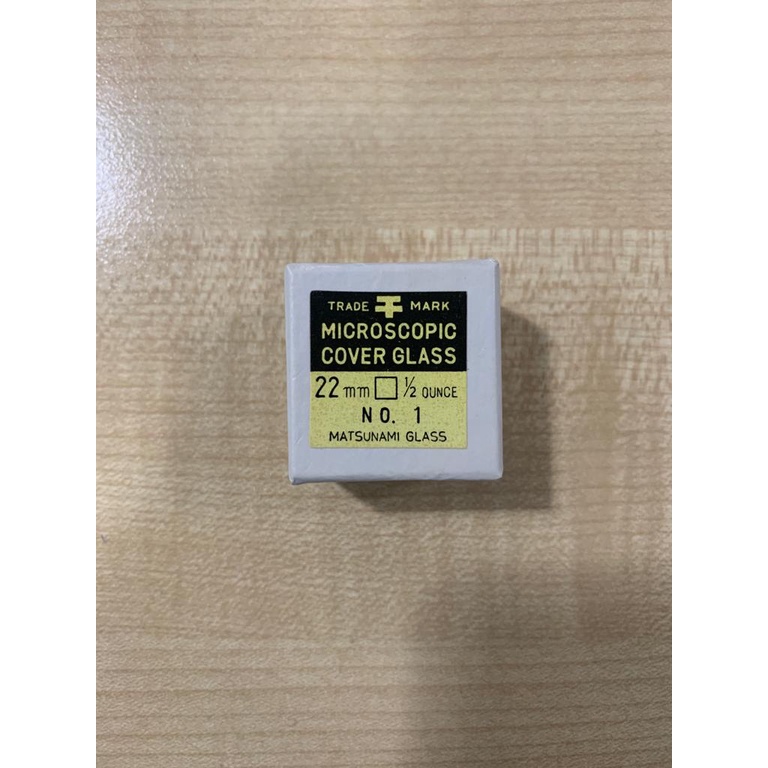 TRADE MARK
MICROSCOPIC
COVER GLASS
22 mm □ ½ OUNCE
NO. 1
MATSUNAMI GLASS